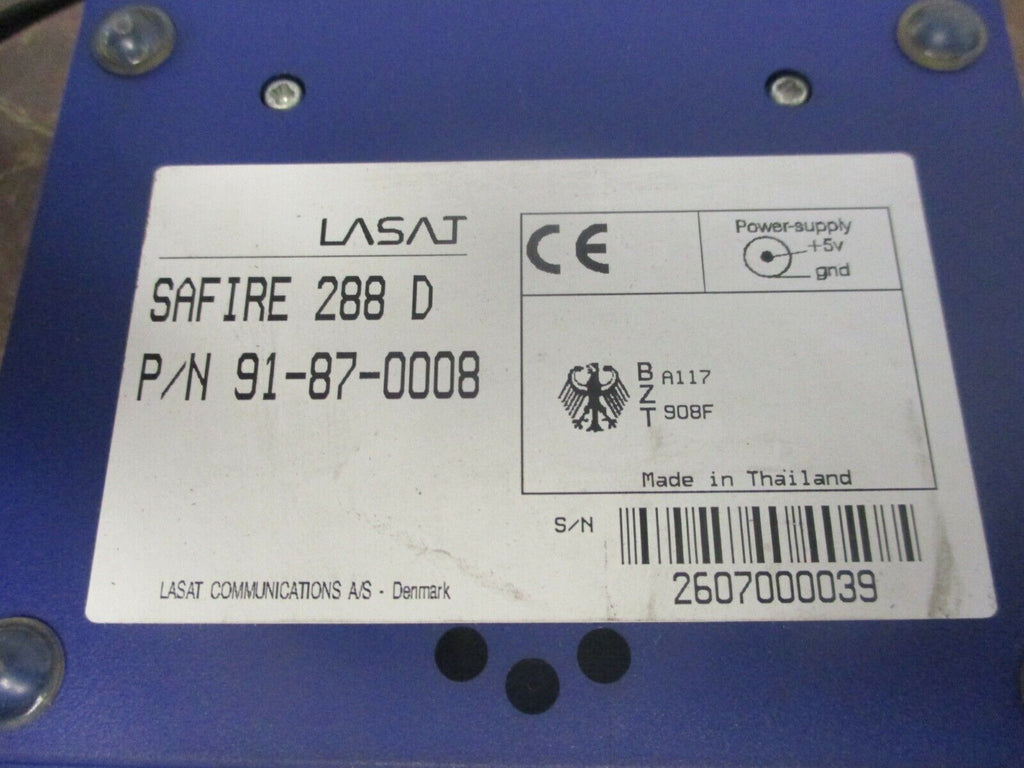 LASAT
SAFIRE 288 D
P/N 91-87-0008
CE
Power-supply
+5v
gnd
BZT
A117
908F
Made in Thailand
S/N
2607000039
LASAT COMMUNICATIONS A/S - Denmark